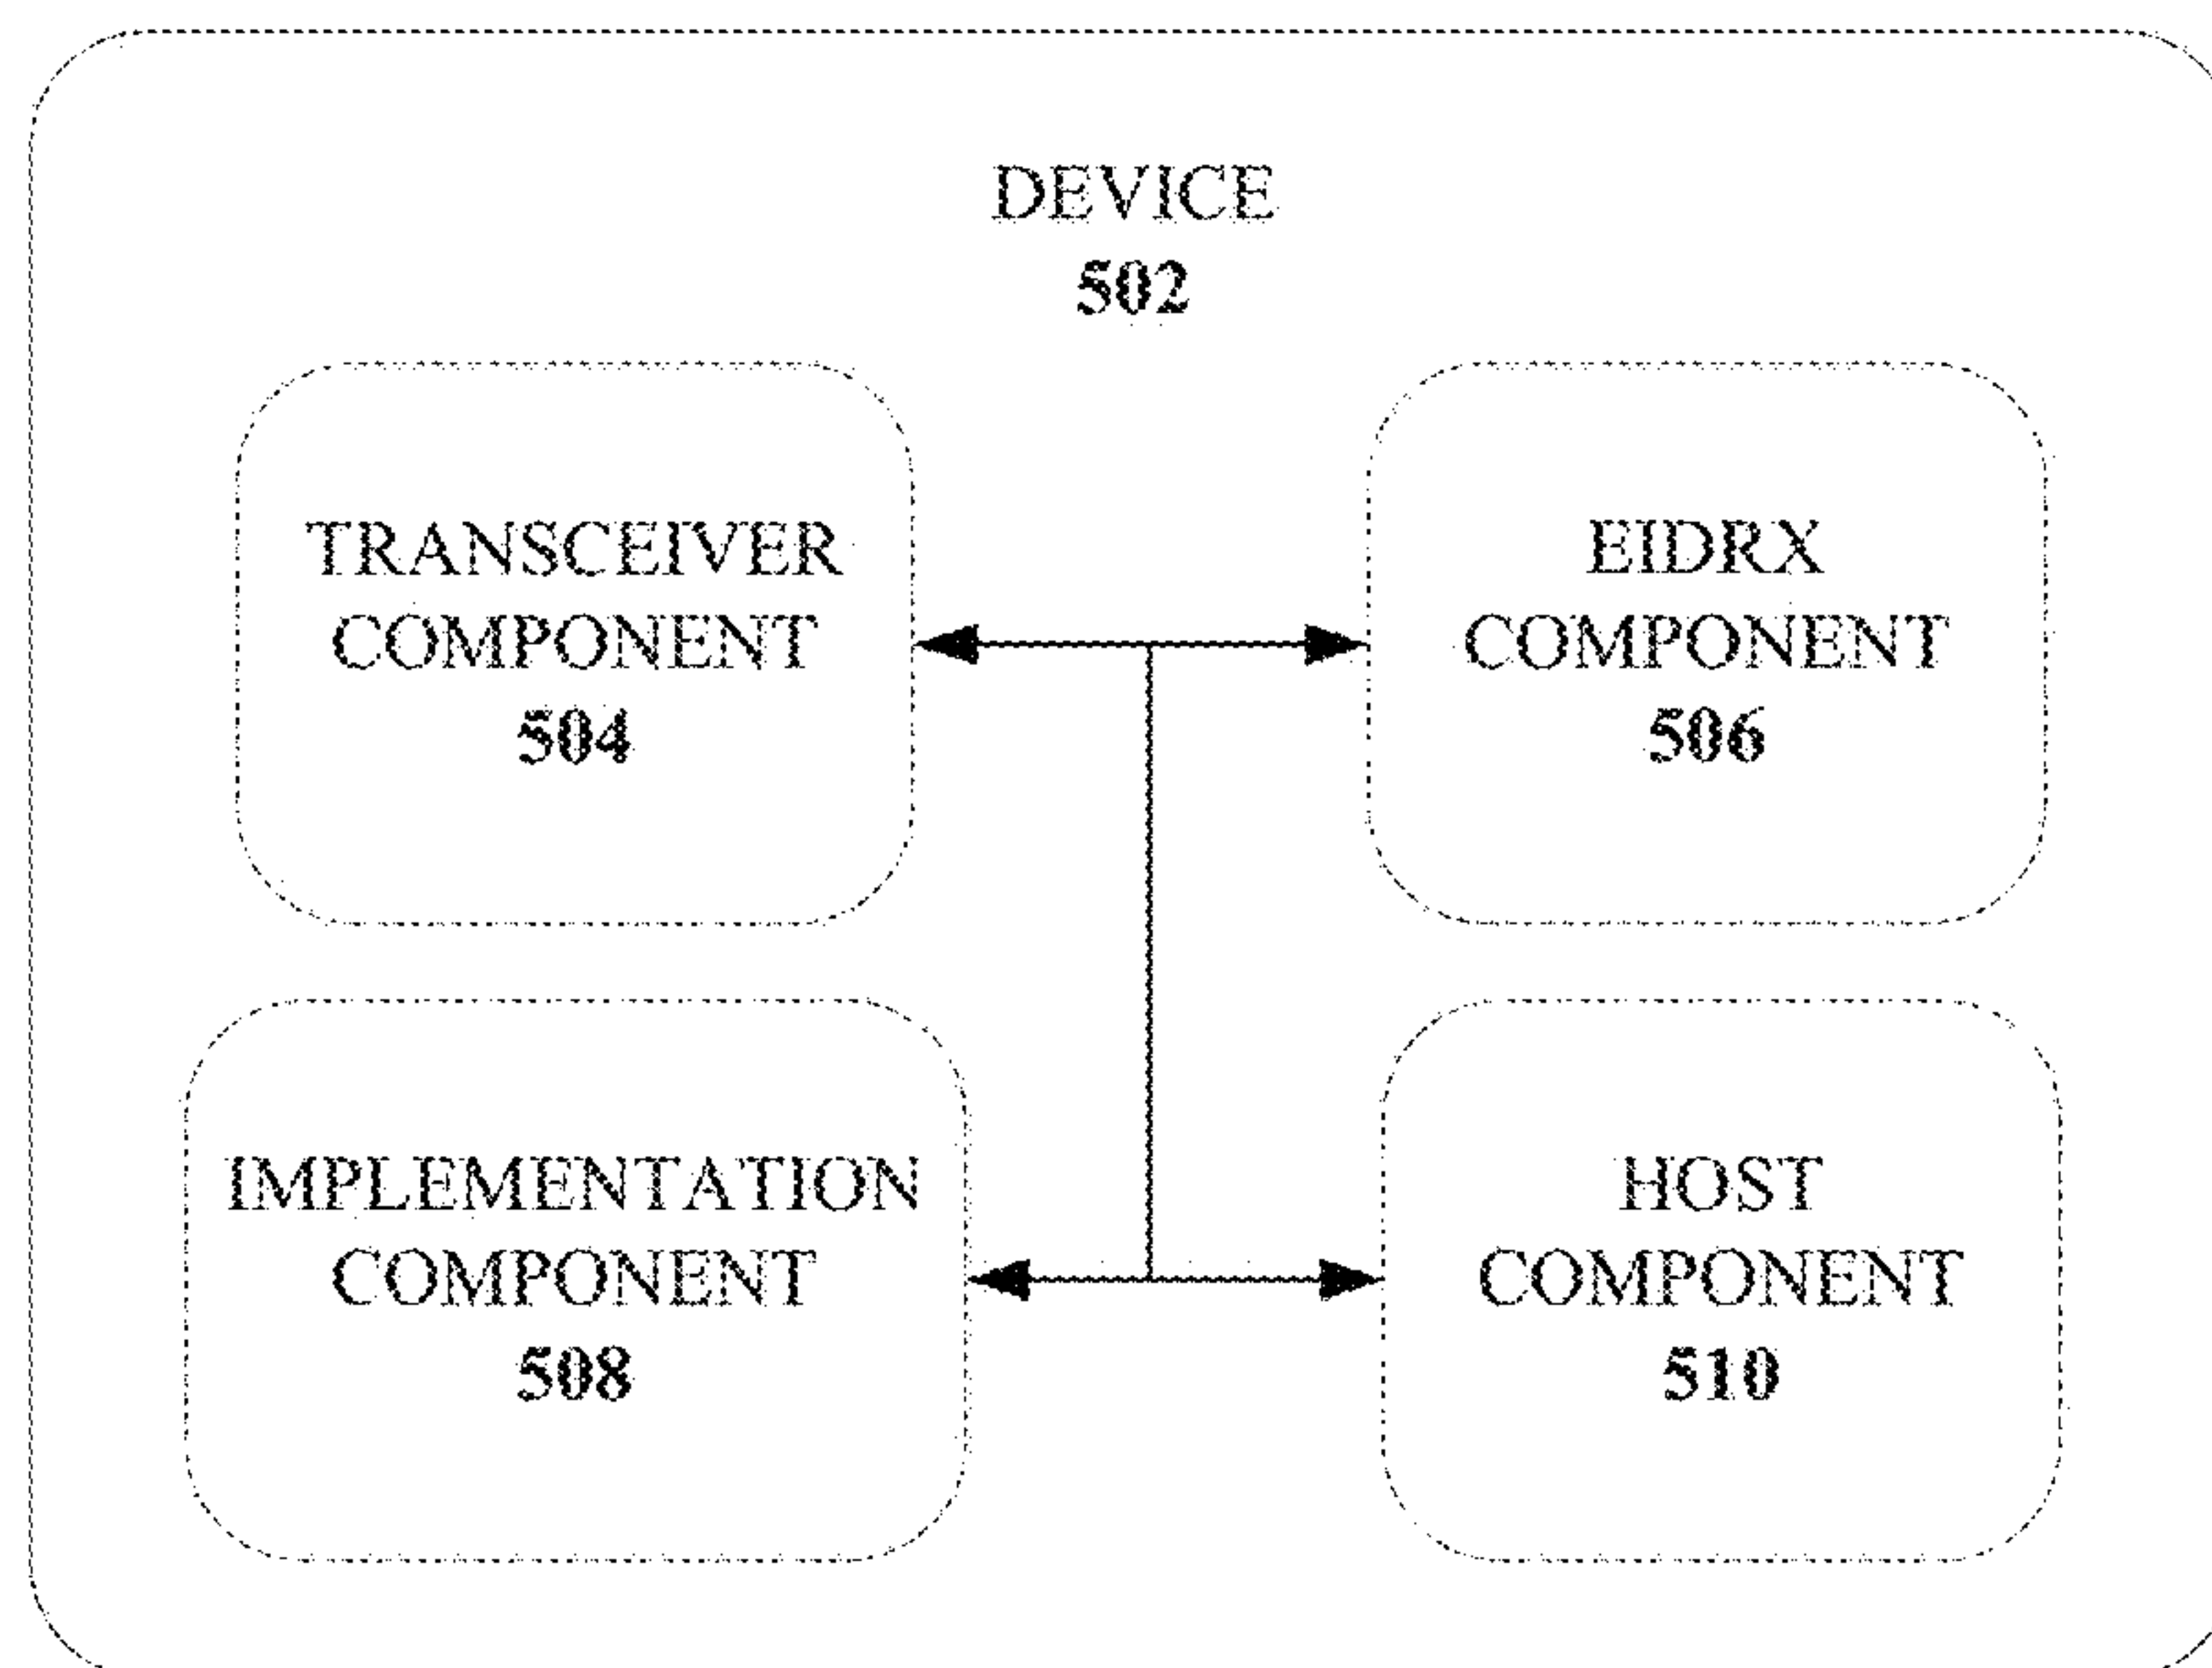 DEVICE
502
TRANSCEIVER
COMPONENT
504
EIDRX
COMPONENT
506
IMPLEMENTATION
COMPONENT
508
HOST
COMPONENT
510